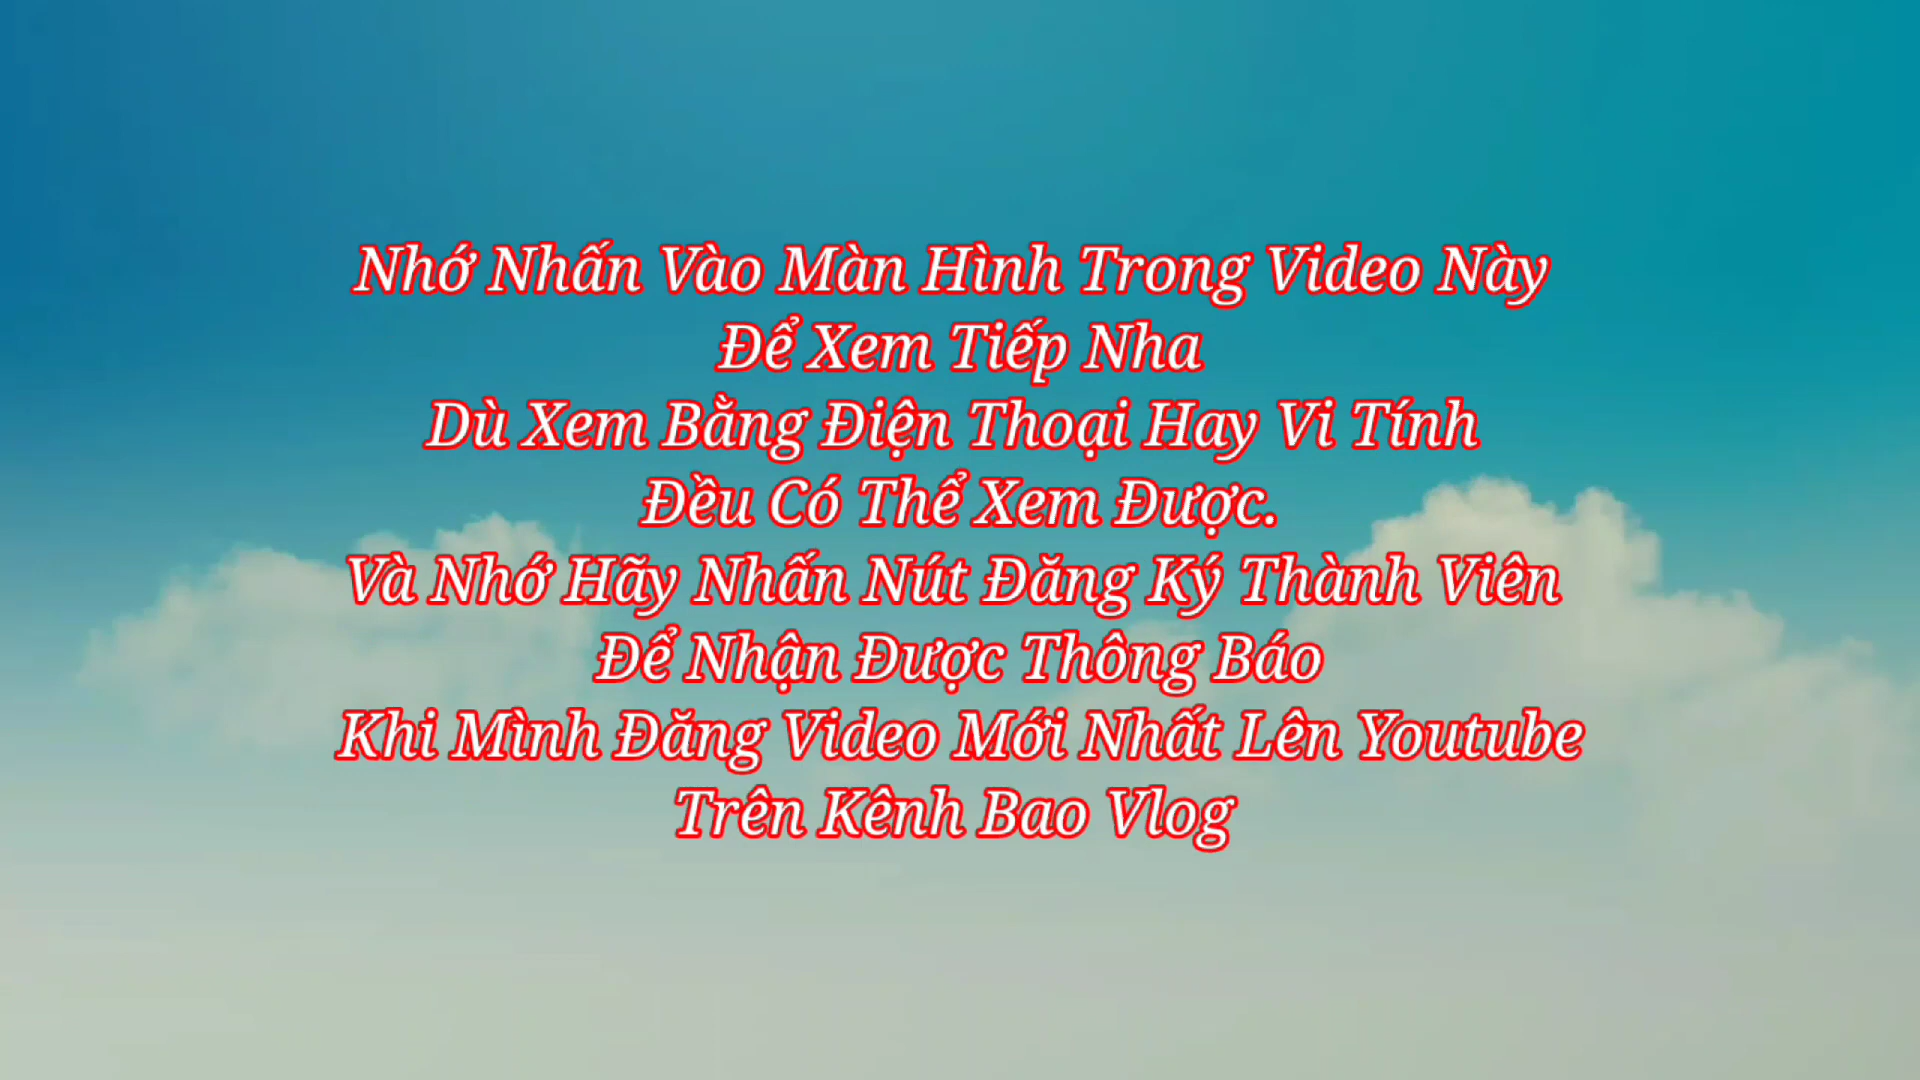 Nhớ Nhấn Vào Màn Hình Trong Video Này
Để Xem Tiếp Nha
Dù Xem Bằng Điện Thoại Hay Vi Tính
Đều Có Thể Xem Được.
Và Nhớ Hãy Nhấn Nút Đăng Ký Thành Viên
Để Nhận Được Thông Báo
Khi Mình Đăng Video Mới Nhất Lên Youtube
Trên Kênh Bao Vlog